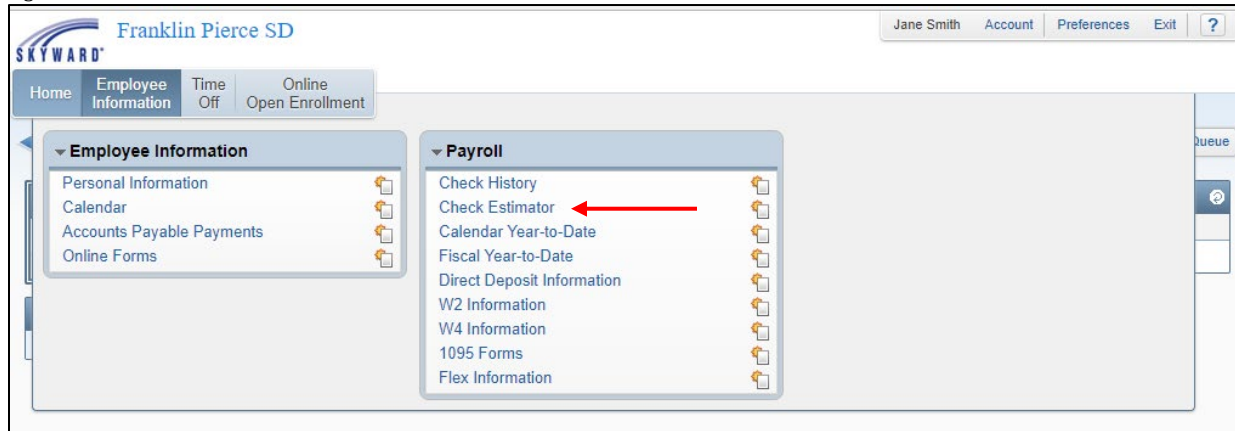 Franklin Pierce SD
SKYWARD
Jane Smith Account Preferences Exit ?
Home Employee Information Time Off Online Open Enrollment
Queue
Employee Information
Personal Information
Calendar
Accounts Payable Payments
Online Forms
Payroll
Check History
Check Estimator
Calendar Year-to-Date
Fiscal Year-to-Date
Direct Deposit Information
W2 Information
W4 Information
1095 Forms
Flex Information